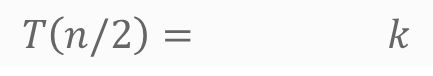 T(n/2) = k